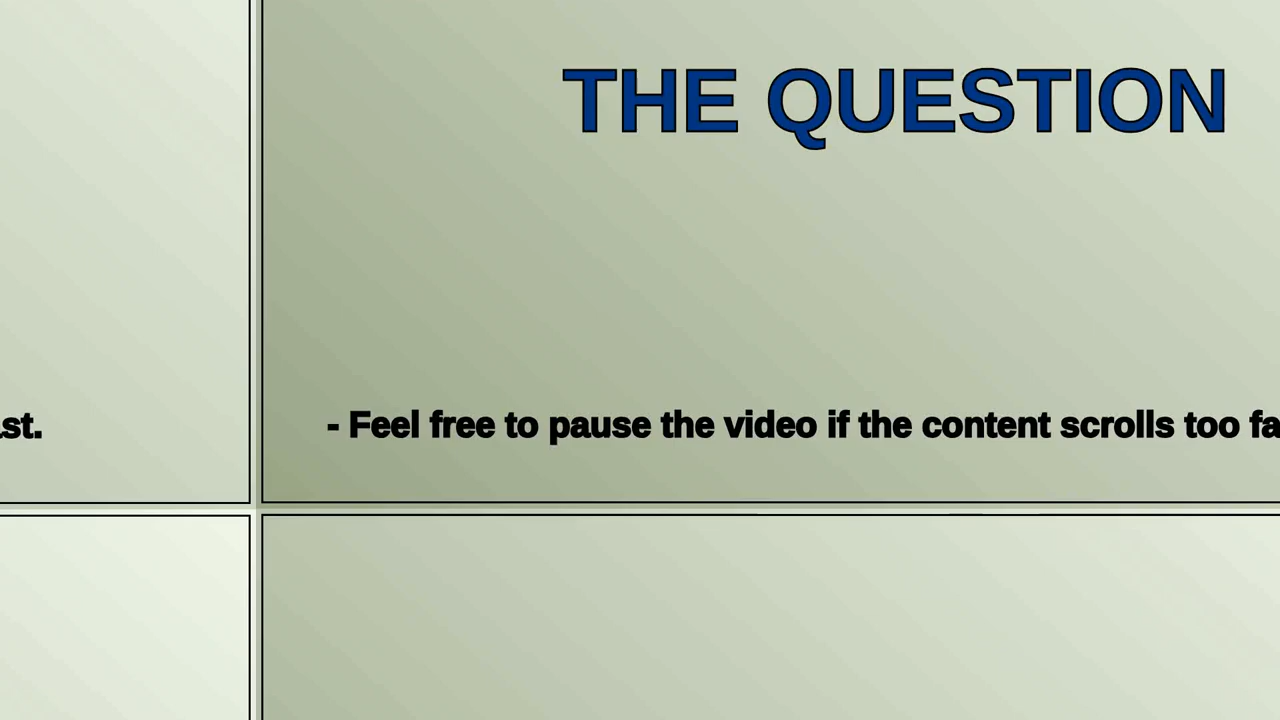 THE QUESTION
st.
- Feel free to pause the video if the content scrolls too fa